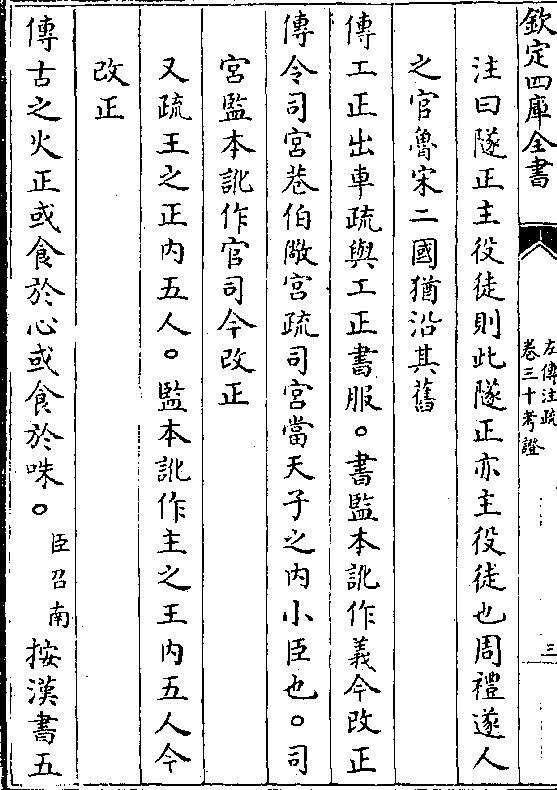 欽定四庫全書
左傳注疏
卷三十考證
三
注曰隧正主役徒則此隧正亦主役徒也周禮遂人
之官魯宋二國猶沿其舊
傳工正出車疏與工正書服〇書監本訛作義今改正
傳令司宮巷伯儆宮疏司宮當天子之内小臣也〇司
宮監本訛作官司今改正
又疏王之正内五人〇監本訛作主之王内五人今
改正
傳古之火正或食於心或食於咮〇臣召南按漢書五